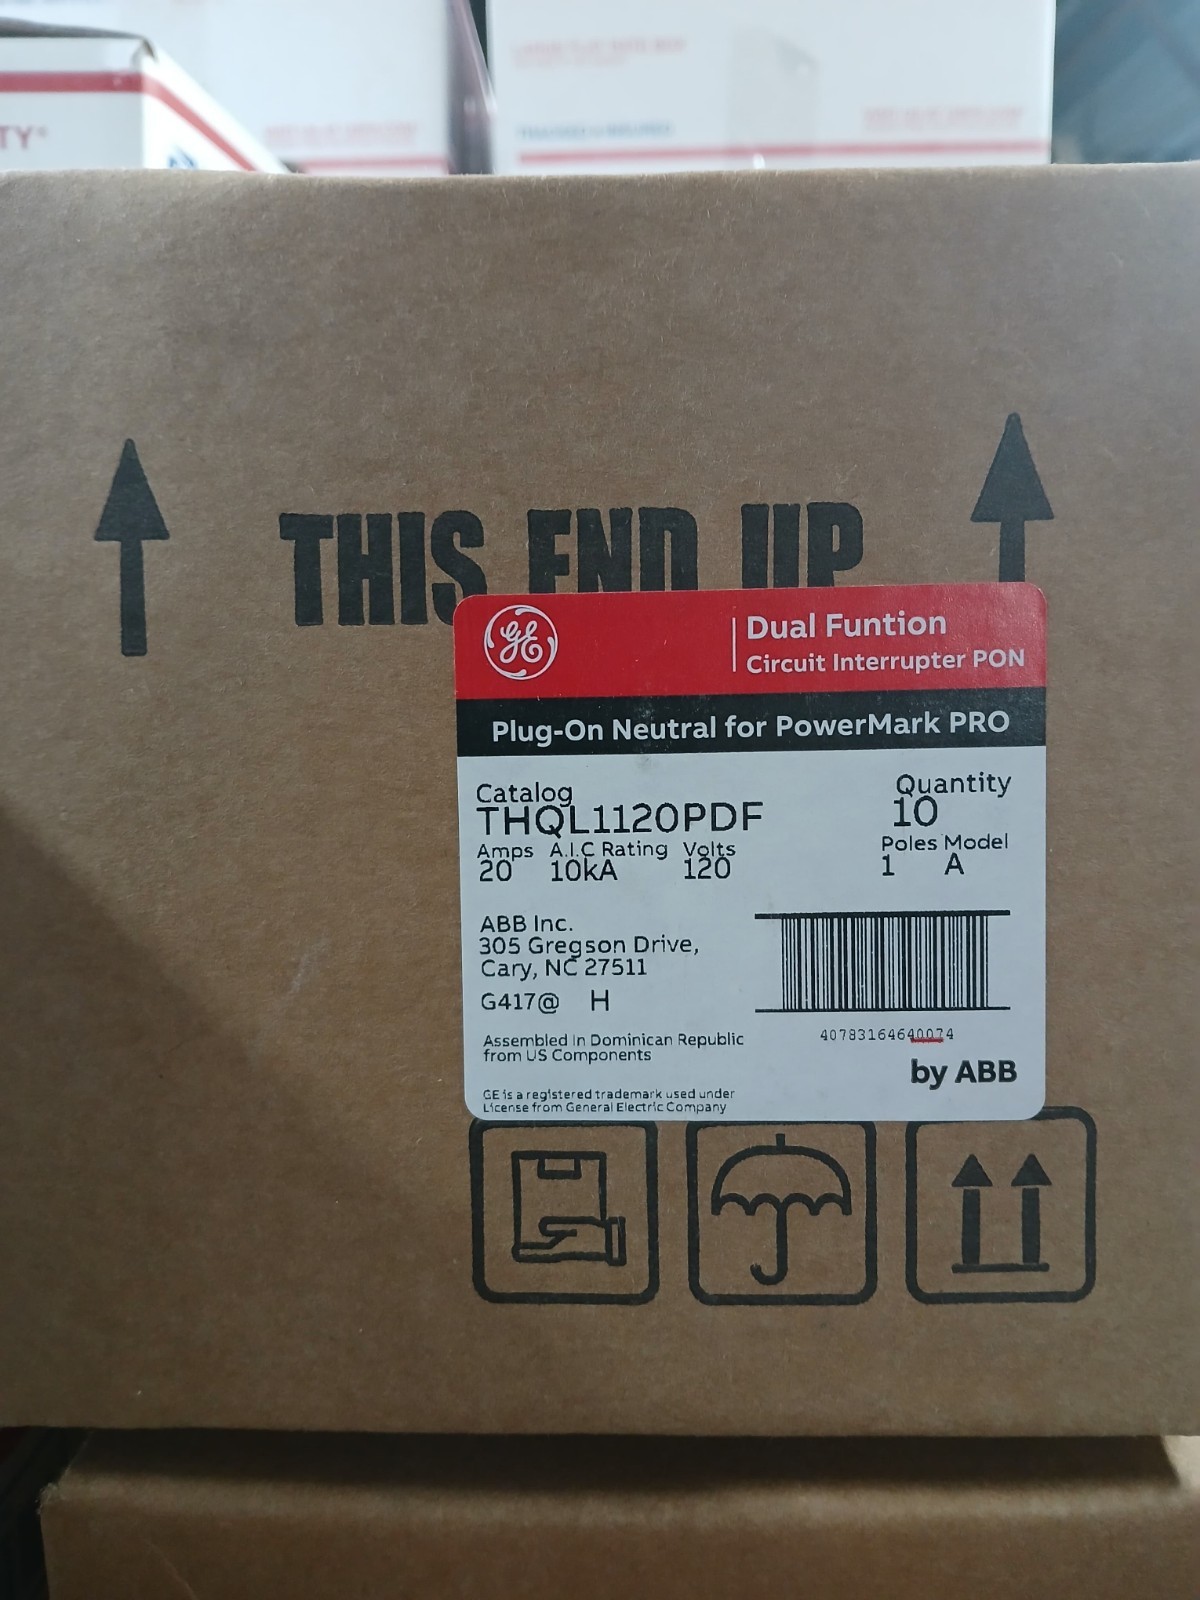 TY
THIS END UP
GE
Dual Funtion
Circuit Interrupter PON
Plug-On Neutral for PowerMark PRO
Catalog
THQL1120PDF
Quantity
10
Amps A.I.C Rating Volts
20 10kA 120
Poles Model
1 A
ABB Inc.
305 Gregson Drive,
Cary, NC 27511
G417@ H
40783164640074
Assembled In Dominican Republic
from US Components
by ABB
GE is a registered trademark used under
License from General Electric Company